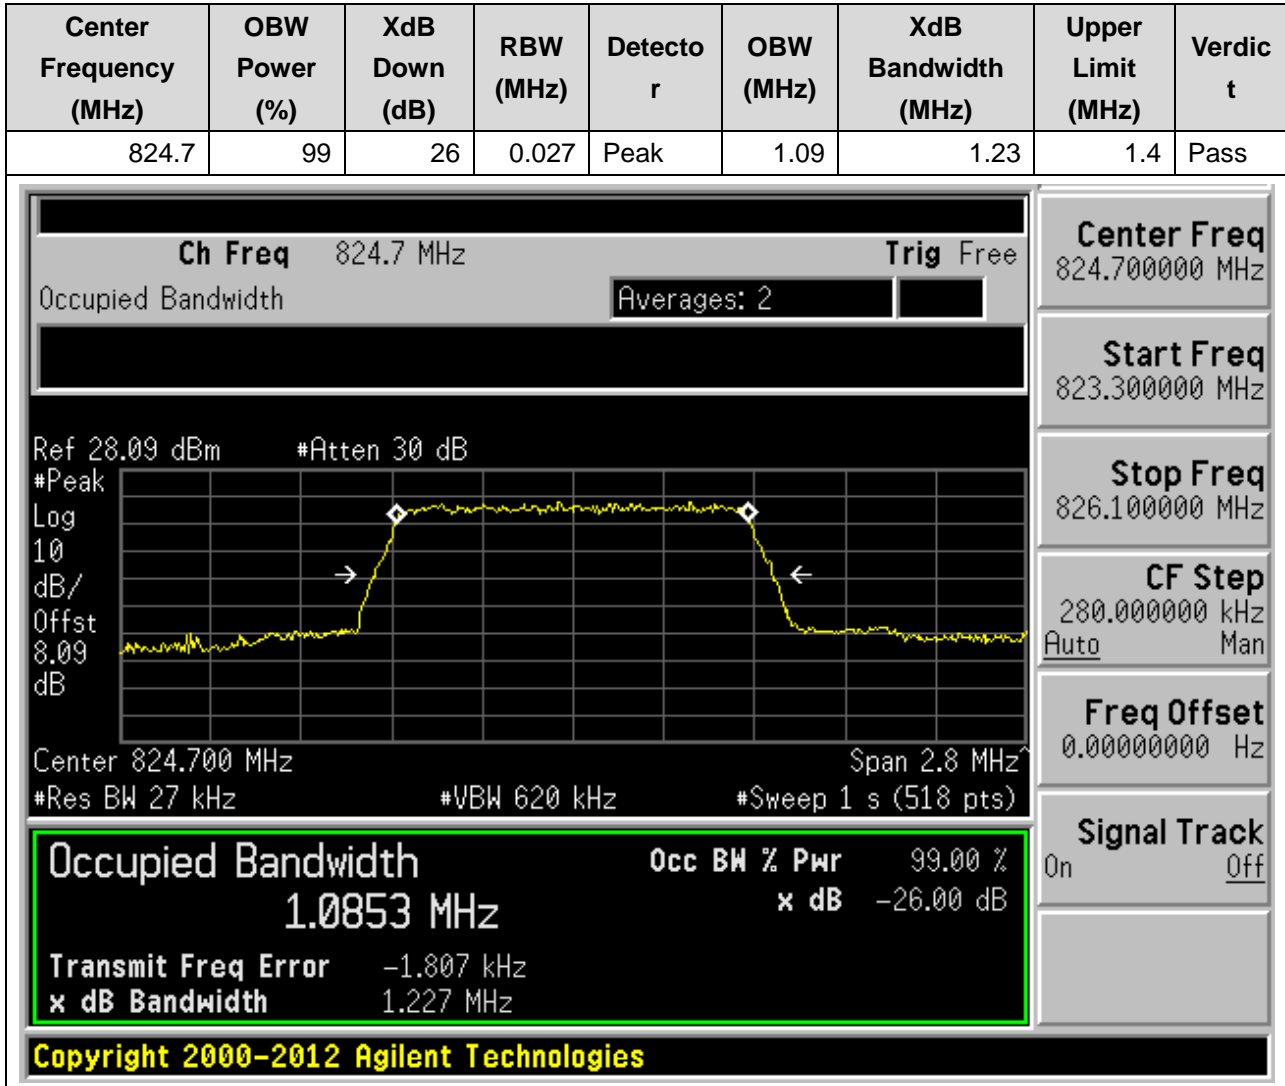 Center Frequency (MHz) OBW Power (%) XdB Down (dB) RBW (MHz) Detecto r OBW (MHz) XdB Bandwidth (MHz) Upper Limit (MHz) Verdic t
824.7 99 26 0.027 Peak 1.09 1.23 1.4 Pass
Ch Freq 824.7 MHz Trig Free
Occupied Bandwidth Averages: 2
Ref 28.09 dBm #Atten 30 dB
#Peak
Log
10
dB/
Offst
8.09
dB
Center 824.700 MHz Span 2.8 MHz^
#Res BW 27 kHz #VBW 620 kHz #Sweep 1 s (518 pts)
Occupied Bandwidth Occ BW % Pwr 99.00 %
1.0853 MHz x dB -26.00 dB
Transmit Freq Error -1.807 kHz
x dB Bandwidth 1.227 MHz
Center Freq
824.700000 MHz
Start Freq
823.300000 MHz
Stop Freq
826.100000 MHz
CF Step
280.000000 kHz
Auto Man
Freq Offset
0.00000000 Hz
Signal Track
On Off
Copyright 2000-2012 Agilent Technologies